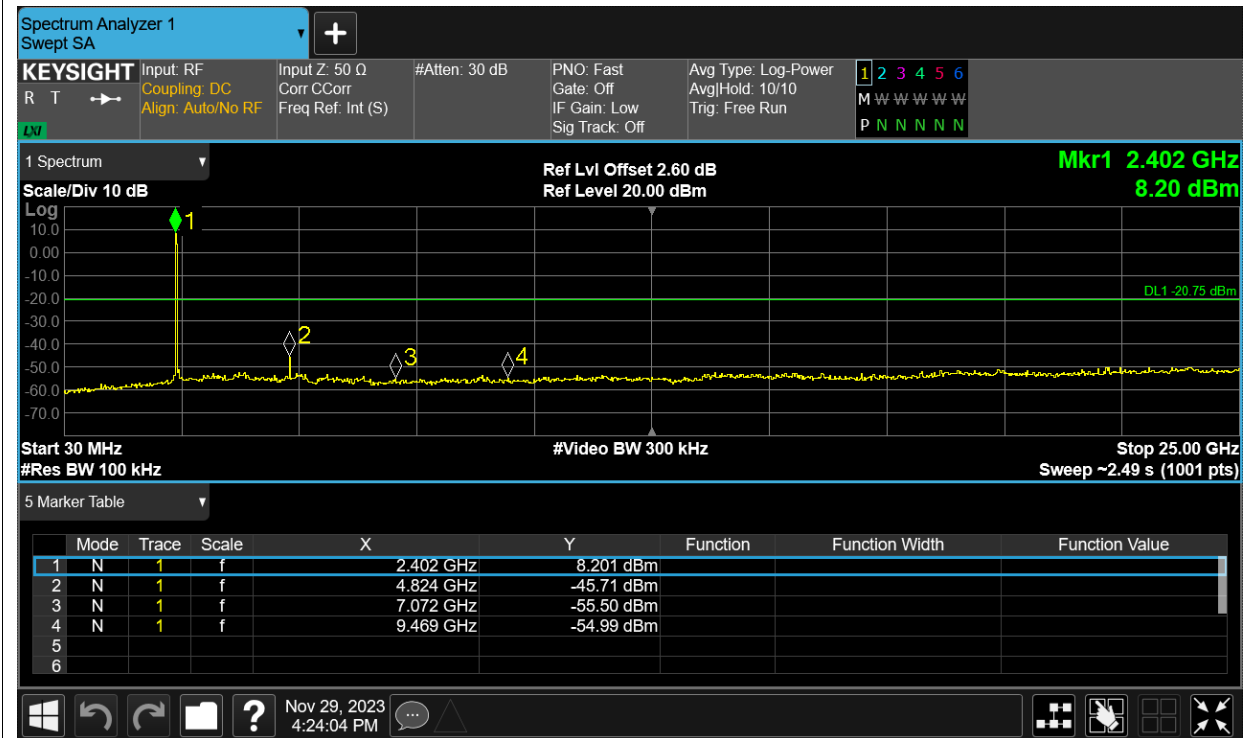 Spectrum Analyzer 1
Swept SA
+
KEYSIGHT
R T
LXI
Input: RF
Coupling: DC
Align: Auto/No RF
Input Z: 50 Ω
Corr CCorr
Freq Ref: Int (S)
#Atten: 30 dB
PNO: Fast
Gate: Off
IF Gain: Low
Sig Track: Off
Avg Type: Log-Power
Avg|Hold: 10/10
Trig: Free Run
1 2 3 4 5 6
M W W W W W
P N N N N N
1 Spectrum
Scale/Div 10 dB
Ref Lvl Offset 2.60 dB
Ref Level 20.00 dBm
Mkr1 2.402 GHz
8.20 dBm
Log
10.0
0.00
-10.0
-20.0
-30.0
-40.0
-50.0
-60.0
-70.0
1
2
3
4
DL1 -20.75 dBm
Start 30 MHz
#Res BW 100 kHz
#Video BW 300 kHz
Stop 25.00 GHz
Sweep ~2.49 s (1001 pts)
5 Marker Table
Mode Trace Scale X Y Function Function Width Function Value
1 N 1 f 2.402 GHz 8.201 dBm
2 N 1 f 4.824 GHz -45.71 dBm
3 N 1 f 7.072 GHz -55.50 dBm
4 N 1 f 9.469 GHz -54.99 dBm
5
6
?
Nov 29, 2023
4:24:04 PM